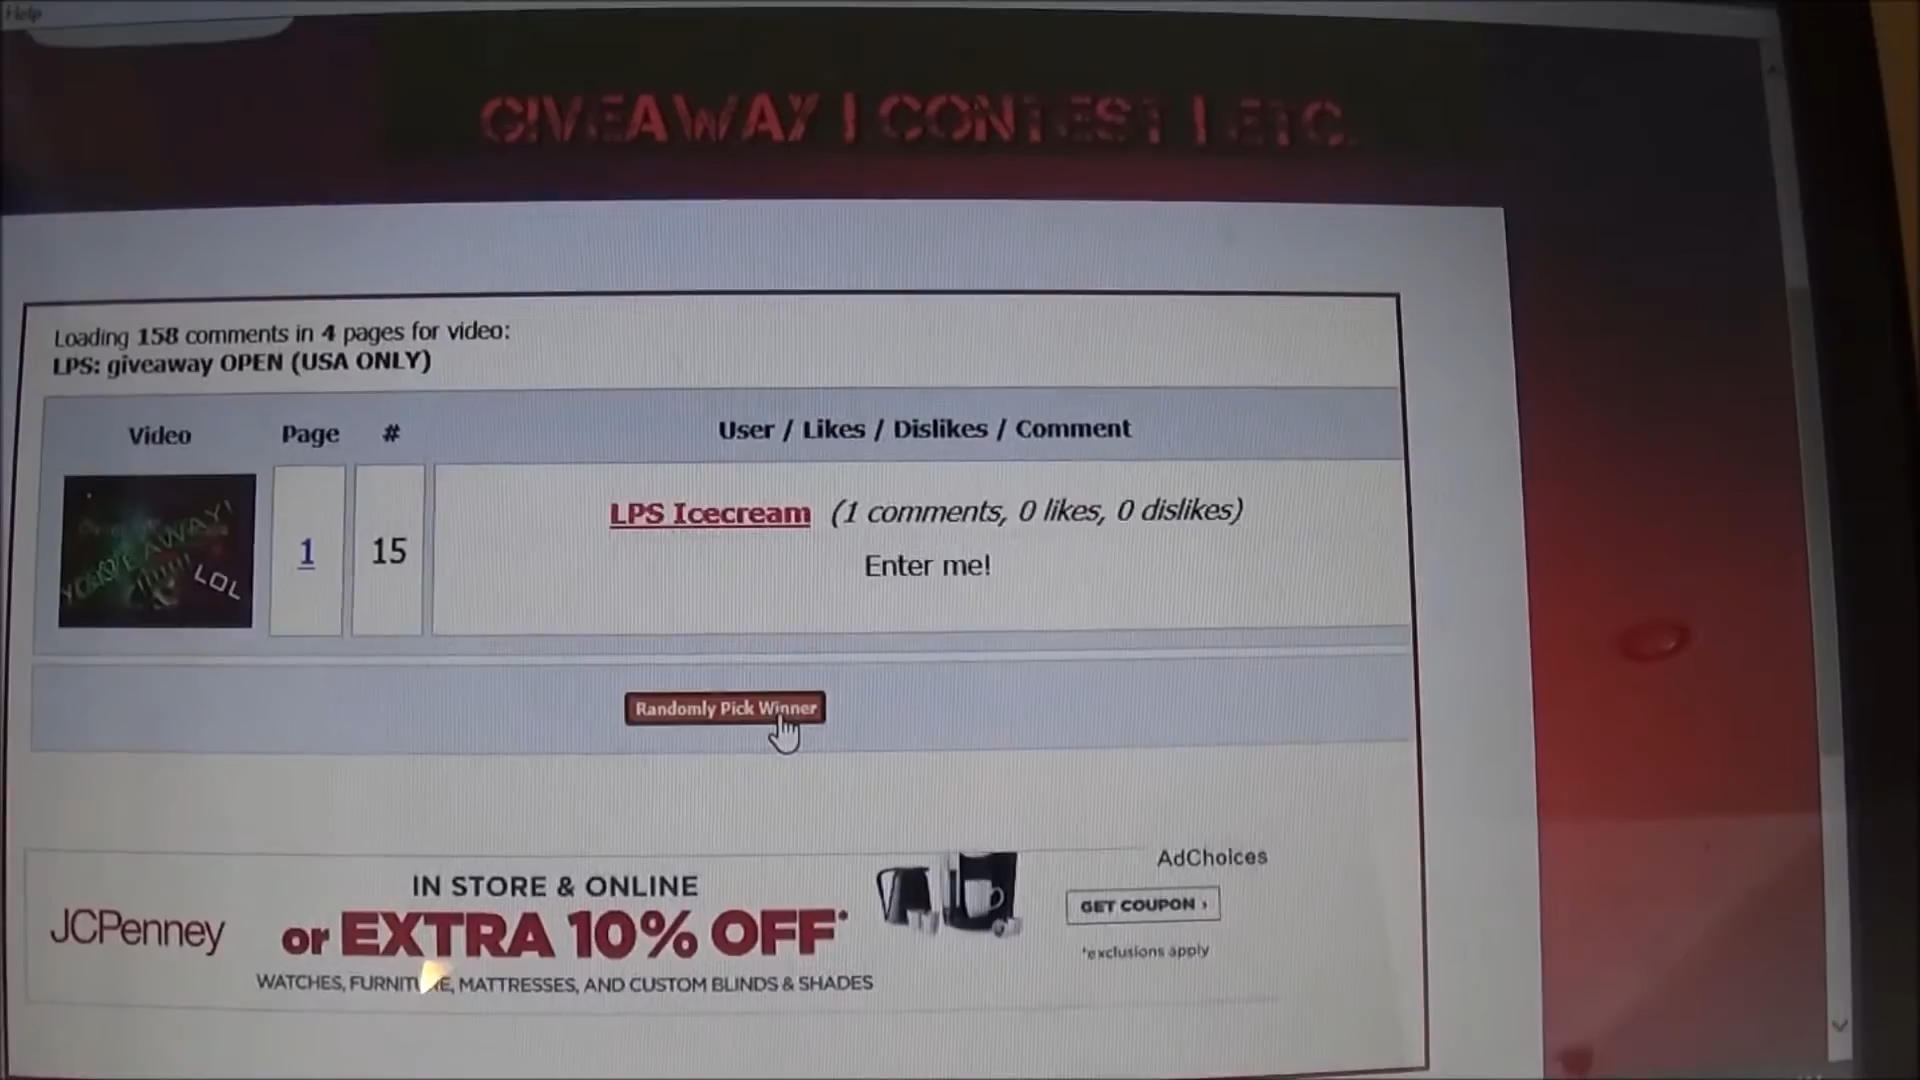 Help
GIVEAWAY | CONTEST | ETC.
Loading 158 comments in 4 pages for video:
LPS: giveaway OPEN (USA ONLY)
Video Page # User / Likes / Dislikes / Comment
GIVEAWAY!
LOL
1 15
LPS Icecream (1 comments, 0 likes, 0 dislikes)
Enter me!
Randomly Pick Winner
AdChoices
JCPenney
IN STORE & ONLINE
or EXTRA 10% OFF*
WATCHES, FURNITURE, MATTRESSES, AND CUSTOM BLINDS & SHADES
GET COUPON ›
*exclusions apply